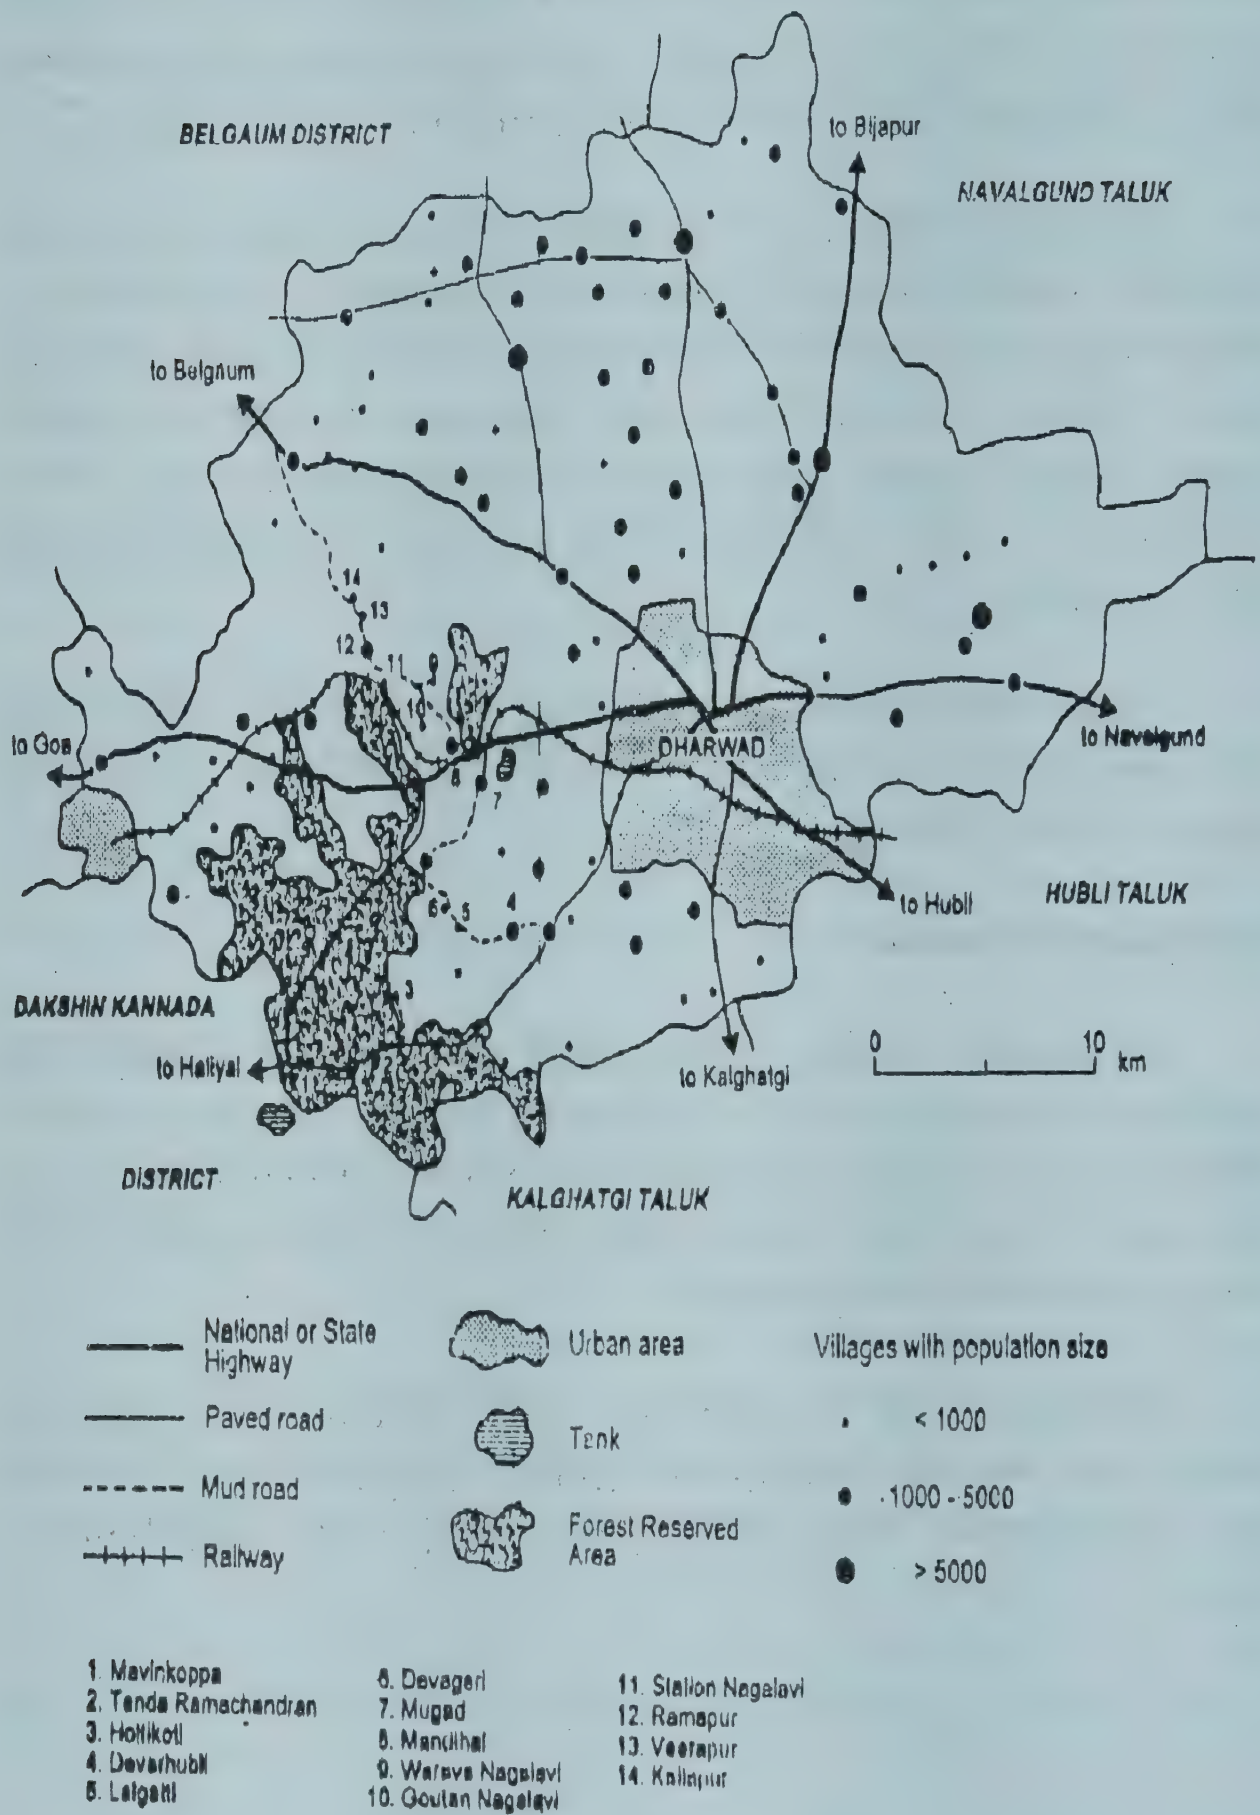 BELGAUM DISTRICT
to Bijapur
NAVALGUND TALUK
to Belgaum
14
13
12
11
9
10
to Goa
DHARWAD
to Navalgund
8
7
6
5
4
to Hubli
HUBLI TALUK
3
DAKSHIN KANNADA
to Haliyal
to Kalghatgi
0 10
km
DISTRICT
KALGHATGI TALUK
National or State
Highway
Urban area
Villages with population size
Paved road
Tank
< 1000
Mud road
1000 - 5000
Forest Reserved
Area
Railway
> 5000
1. Mavinkoppa
2. Tanda Ramachandran
3. Holtikoti
4. Devarhubli
5. Lalgatti
6. Devageri
7. Mugad
8. Mandihal
9. Warava Nagalavi
10. Goulan Nagalavi
11. Station Nagalavi
12. Ramapur
13. Veerapur
14. Kallapur